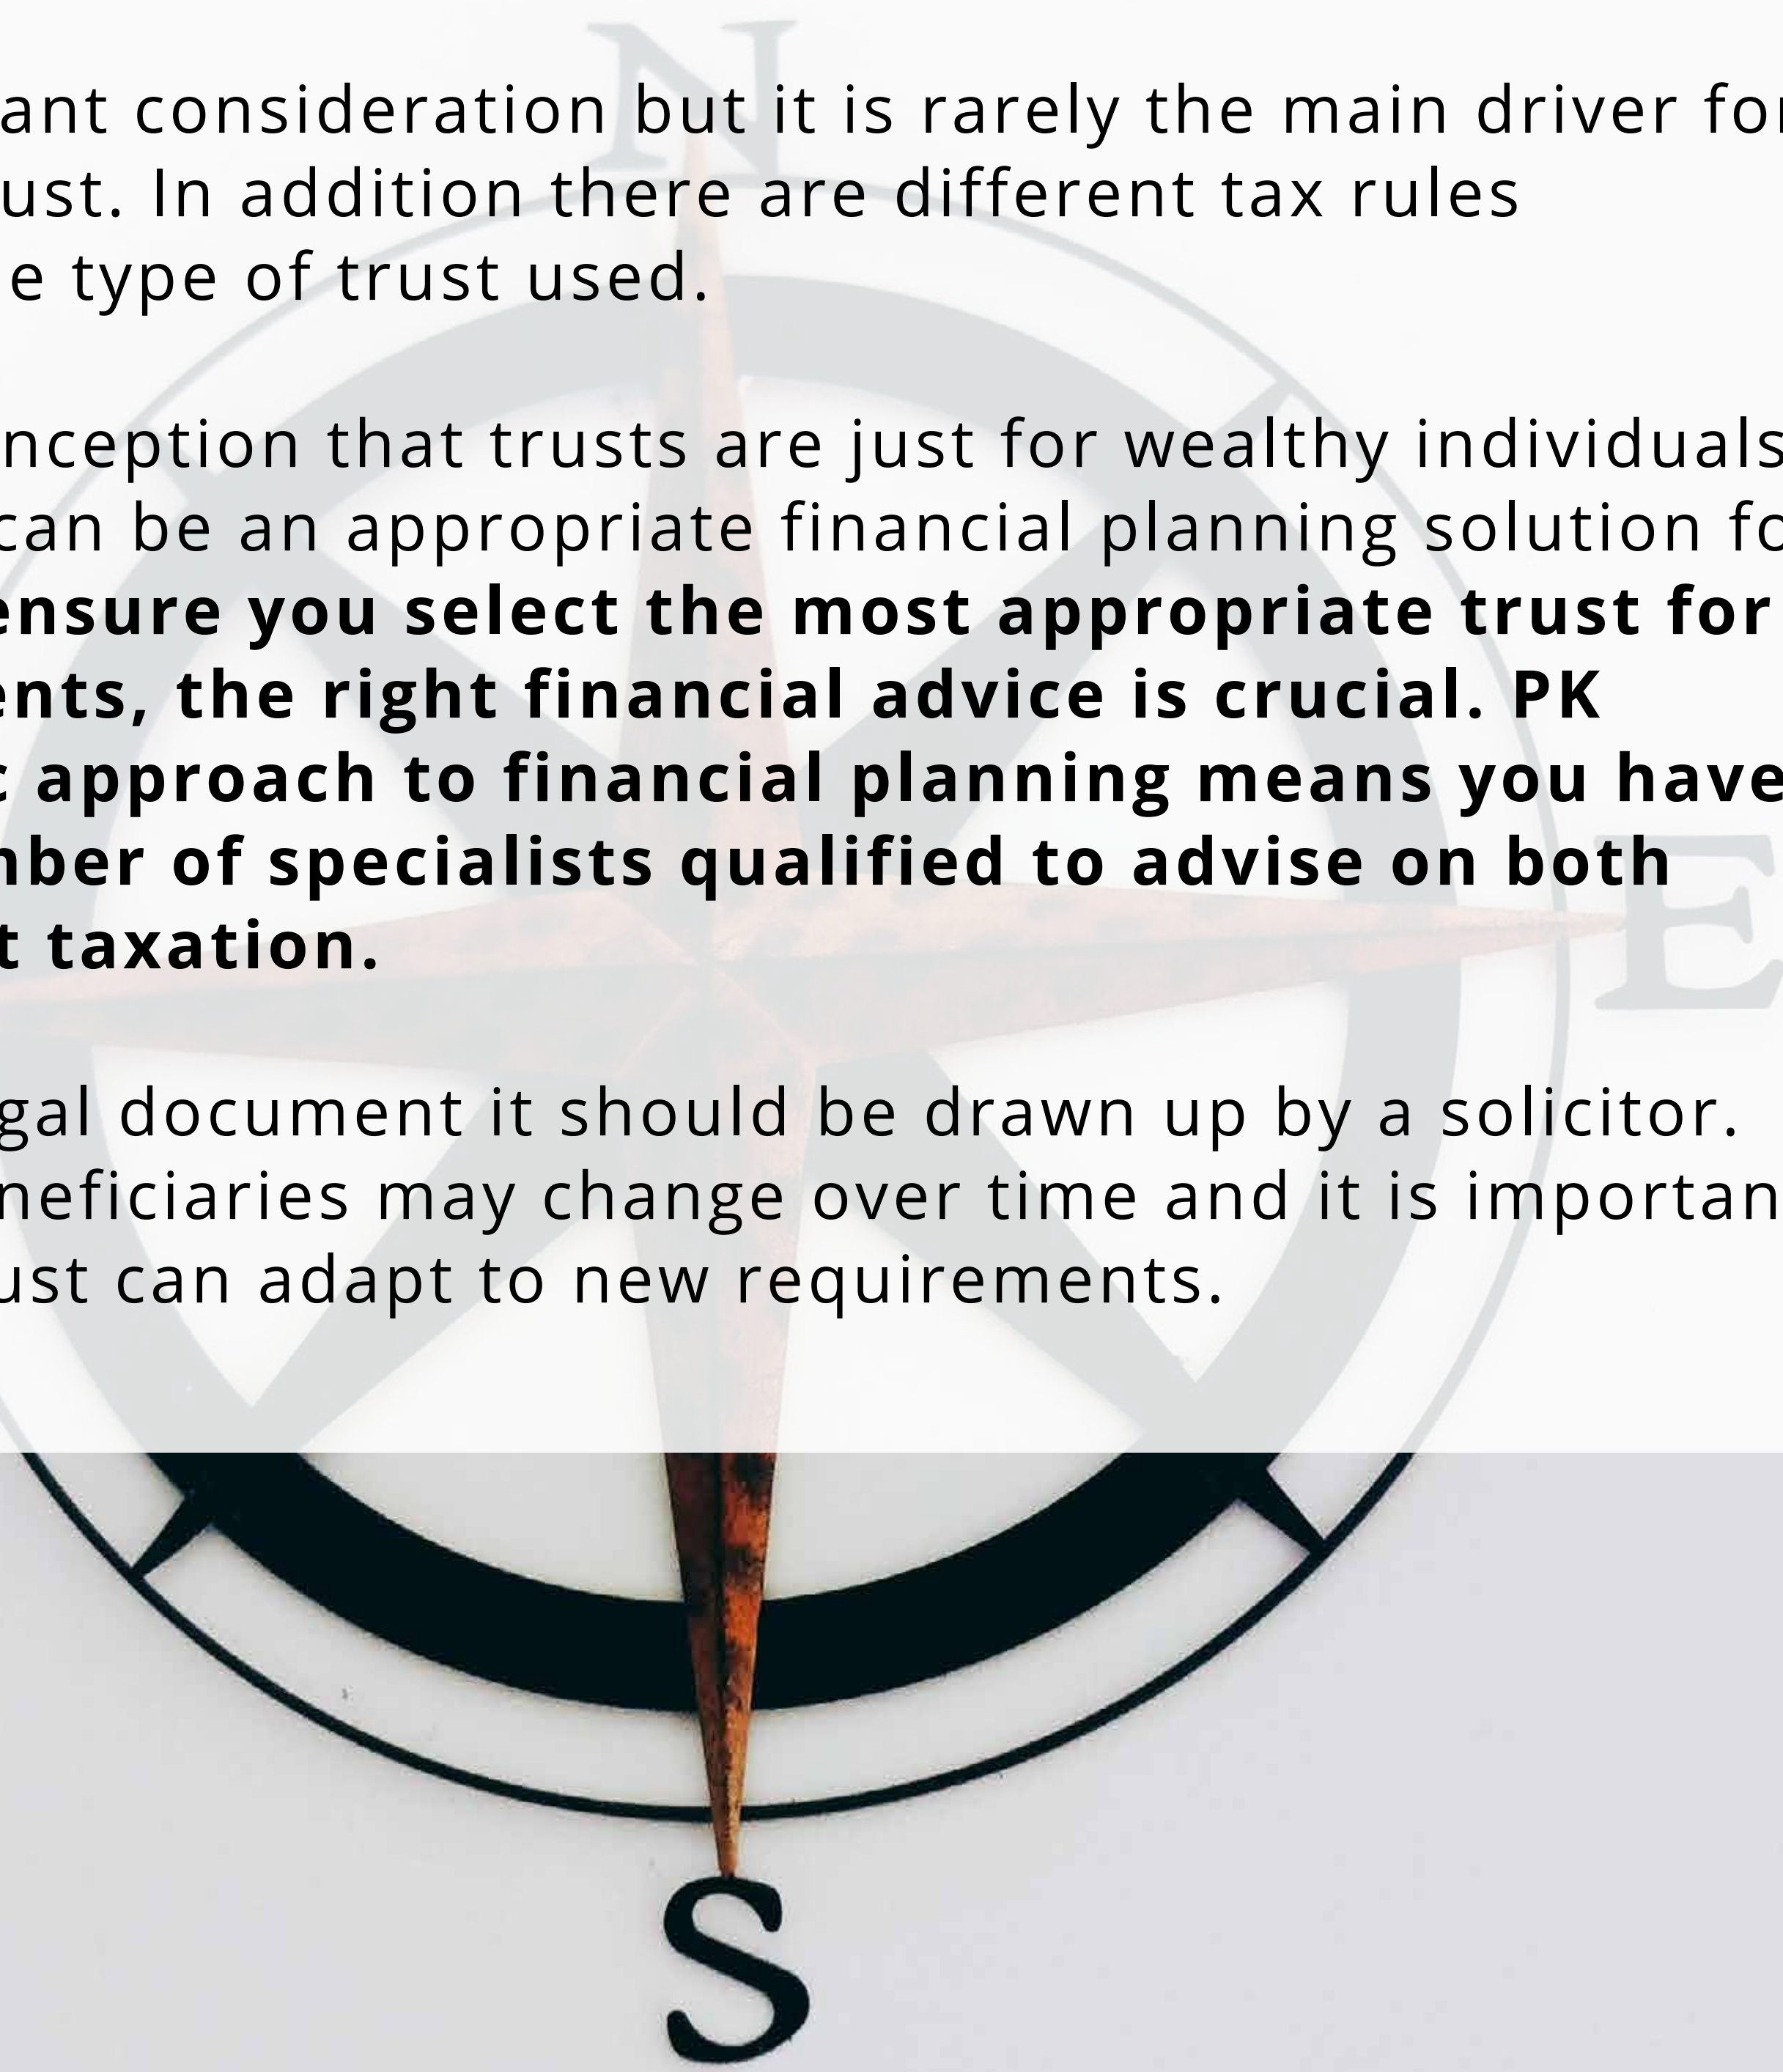 N
ant consideration but it is rarely the main driver for
ust. In addition there are different tax rules
e type of trust used.
nception that trusts are just for wealthy individuals
can be an appropriate financial planning solution fo
ensure you select the most appropriate trust for
ents, the right financial advice is crucial. PK
c approach to financial planning means you have
nber of specialists qualified to advise on both
E
t taxation.
gal document it should be drawn up by a solicitor.
neficiaries may change over time and it is importan
ust can adapt to new requirements.
S